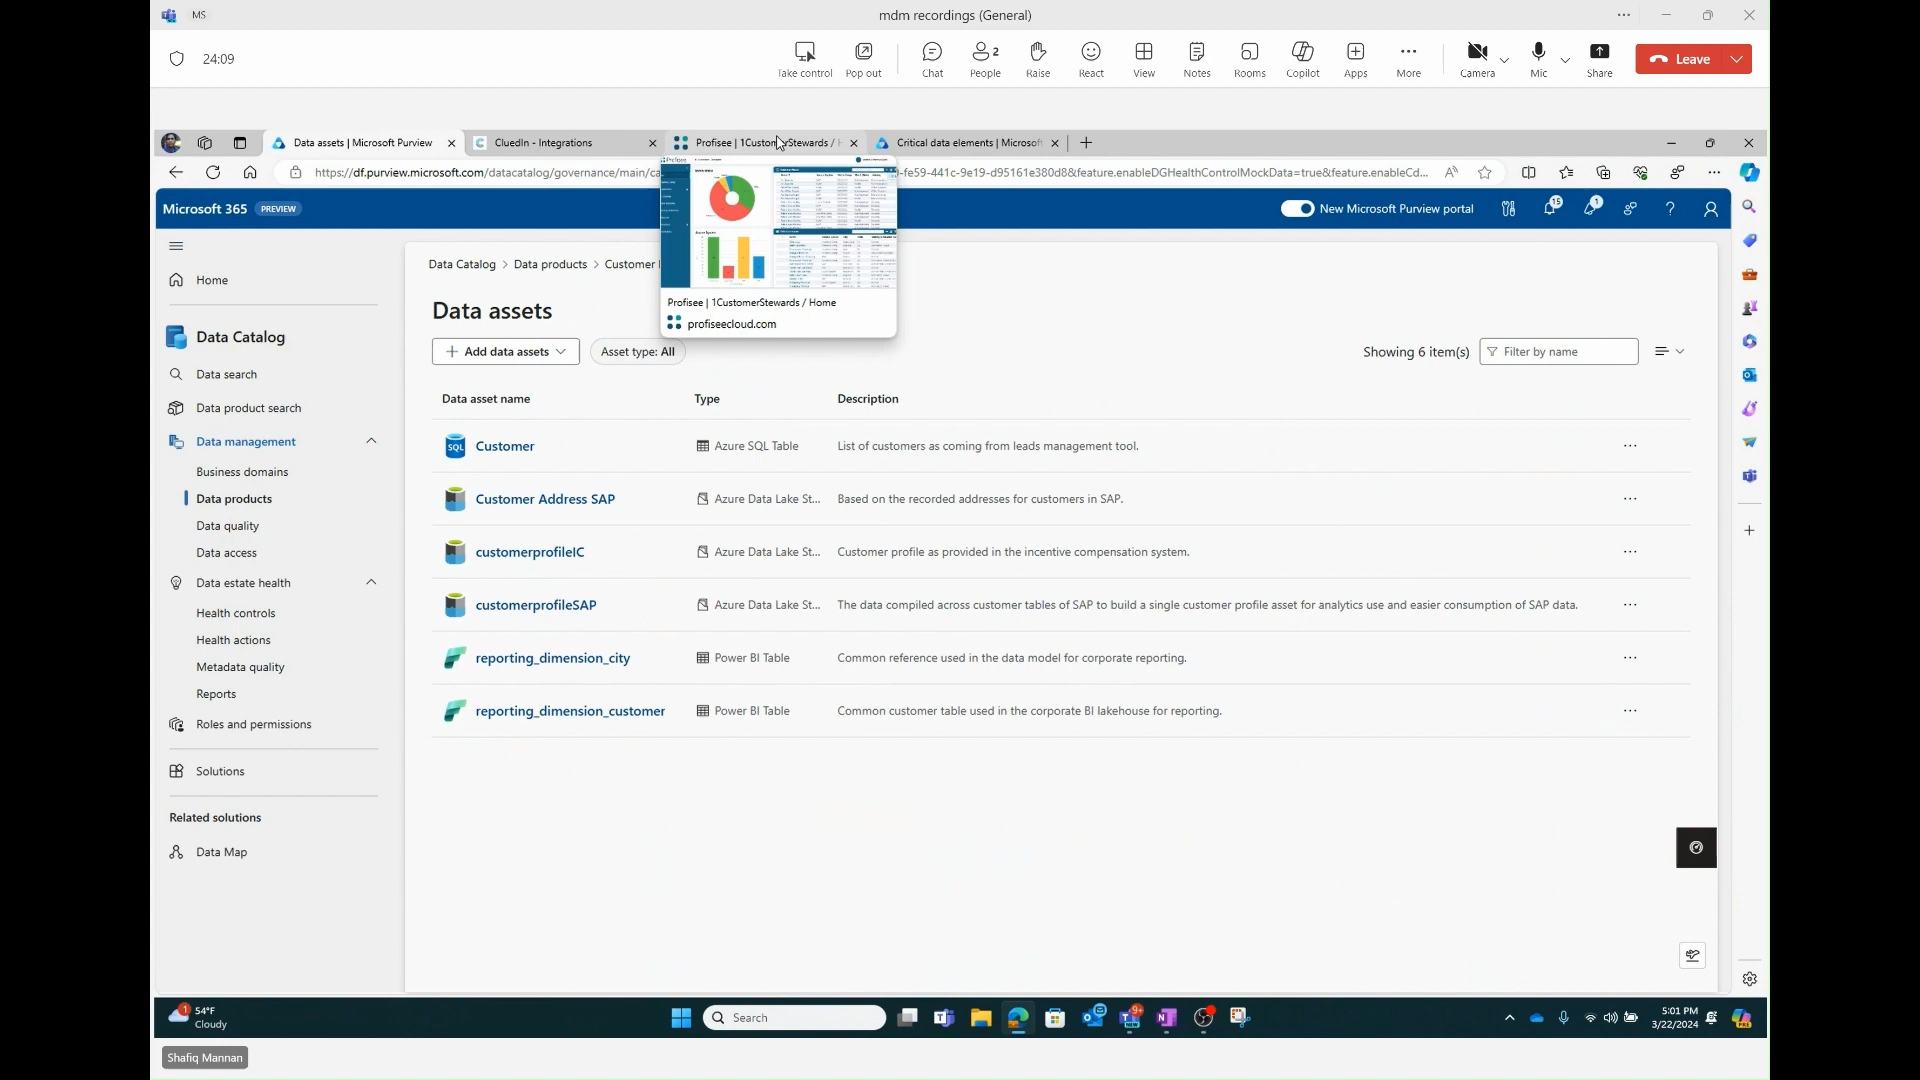 MS
mdm recordings (General)
24:09
Take control
Pop out
Chat
2
People
Raise
React
View
Notes
Rooms
Copilot
Apps
More
Camera
Mic
Share
Leave
Data assets | Microsoft Purview
CluedIn - Integrations
Profisee | 1CustomerStewards / H
Critical data elements | Microsof
https://df.purview.microsoft.com/datacatalog/governance/main/ca
-fe59-441c-9e19-d95161e380d8&feature.enableDGHealthControlMockData=true&feature.enableCd...
Microsoft 365 PREVIEW
New Microsoft Purview portal
15
1
Home
Data Catalog
Data search
Data product search
Data management
Business domains
Data products
Data quality
Data access
Data estate health
Health controls
Health actions
Metadata quality
Reports
Roles and permissions
Solutions
Related solutions
Data Map
Data Catalog > Data products > Customer
Profisee | 1CustomerStewards / Home
profiseecloud.com
Data assets
Add data assets
Asset type: All
Showing 6 item(s)
Filter by name
Data asset name Type Description
SQL Customer Azure SQL Table List of customers as coming from leads management tool.
Customer Address SAP Azure Data Lake St... Based on the recorded addresses for customers in SAP.
customerprofileIC Azure Data Lake St... Customer profile as provided in the incentive compensation system.
customerprofileSAP Azure Data Lake St... The data compiled across customer tables of SAP to build a single customer profile asset for analytics use and easier consumption of SAP data.
reporting_dimension_city Power BI Table Common reference used in the data model for corporate reporting.
reporting_dimension_customer Power BI Table Common customer table used in the corporate BI lakehouse for reporting.
1
54°F
Cloudy
Search
9+
5:01 PM
3/22/2024
Shafiq Mannan